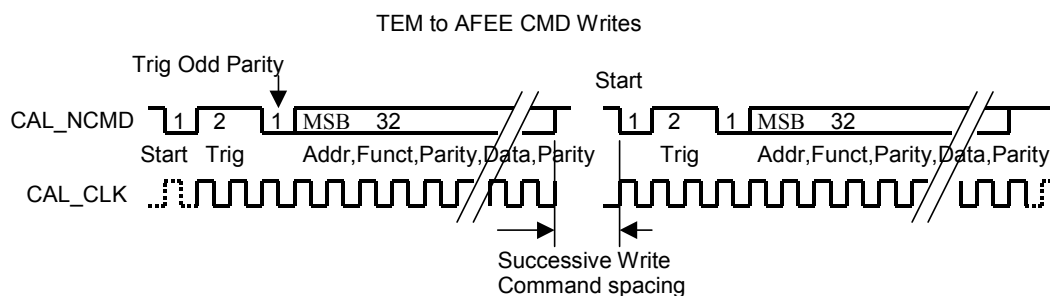 TEM to AFEE CMD Writes
Trig Odd Parity
Start
CAL_NCMD 1 2 1 MSB 32 1 2 1 MSB 32
Start Trig Addr,Funct,Parity,Data,Parity Trig Addr,Funct,Parity,Data,Parity
CAL_CLK
Successive Write
Command spacing